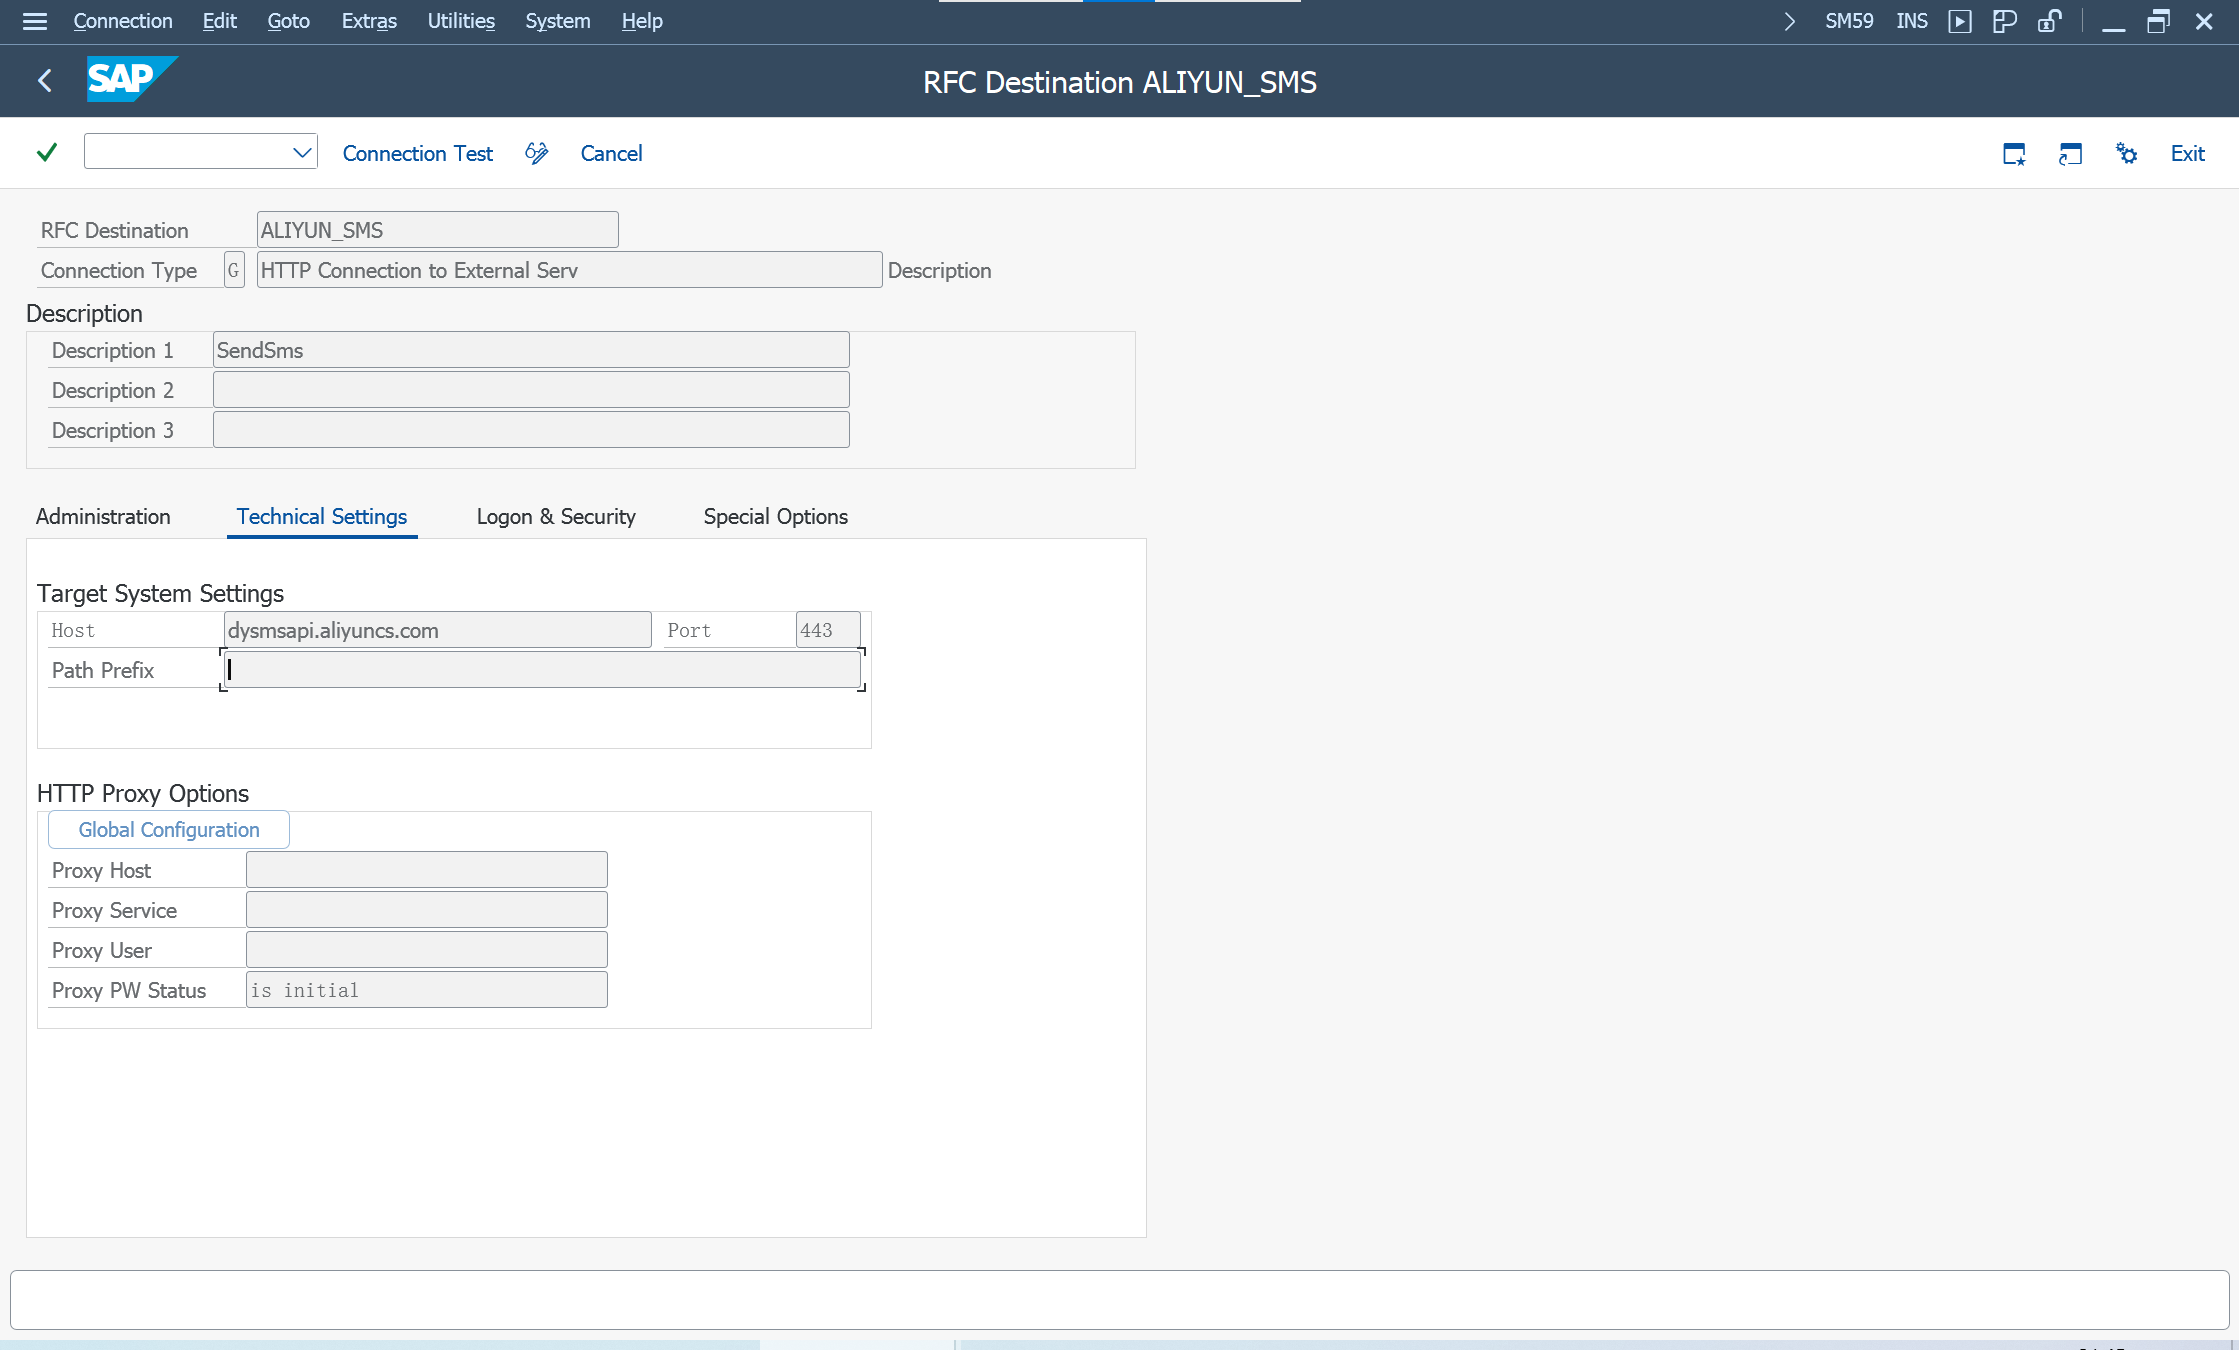 Connection Edit Goto Extras Utilities System Help SM59 INS
SAP RFC Destination ALIYUN_SMS
Connection Test Cancel Exit
RFC Destination ALIYUN_SMS
Connection Type G HTTP Connection to External Serv Description
Description
Description 1 SendSms
Description 2
Description 3
Administration Technical Settings Logon & Security Special Options
Target System Settings
Host dysmsapi.aliyuncs.com Port 443
Path Prefix
HTTP Proxy Options
Global Configuration
Proxy Host
Proxy Service
Proxy User
Proxy PW Status is initial